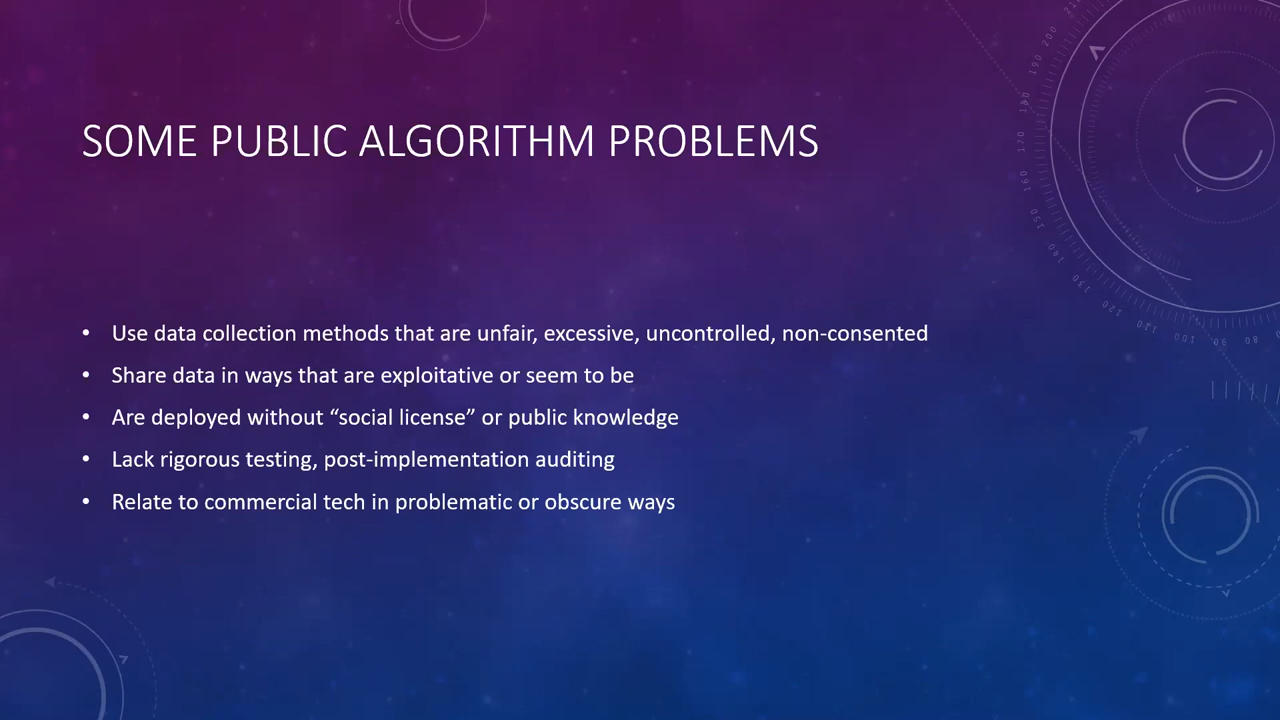 SOME PUBLIC ALGORITHM PROBLEMS
• Use data collection methods that are unfair, excessive, uncontrolled, non-consented
• Share data in ways that are exploitative or seem to be
• Are deployed without “social license” or public knowledge
• Lack rigorous testing, post-implementation auditing
• Relate to commercial tech in problematic or obscure ways